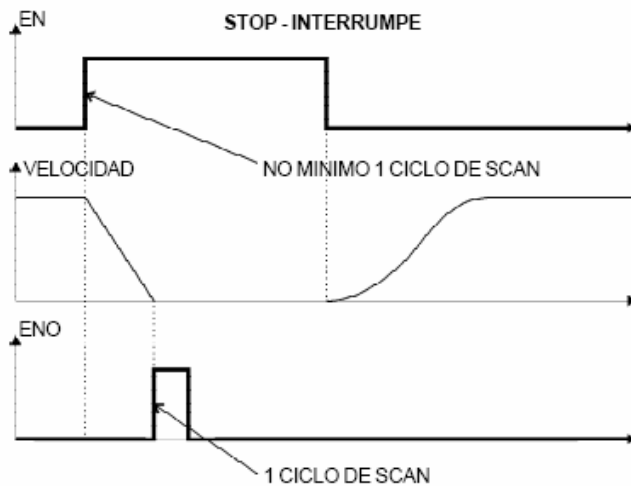 EN
STOP - INTERRUMPE
NO MINIMO 1 CICLO DE SCAN
VELOCIDAD
ENO
1 CICLO DE SCAN